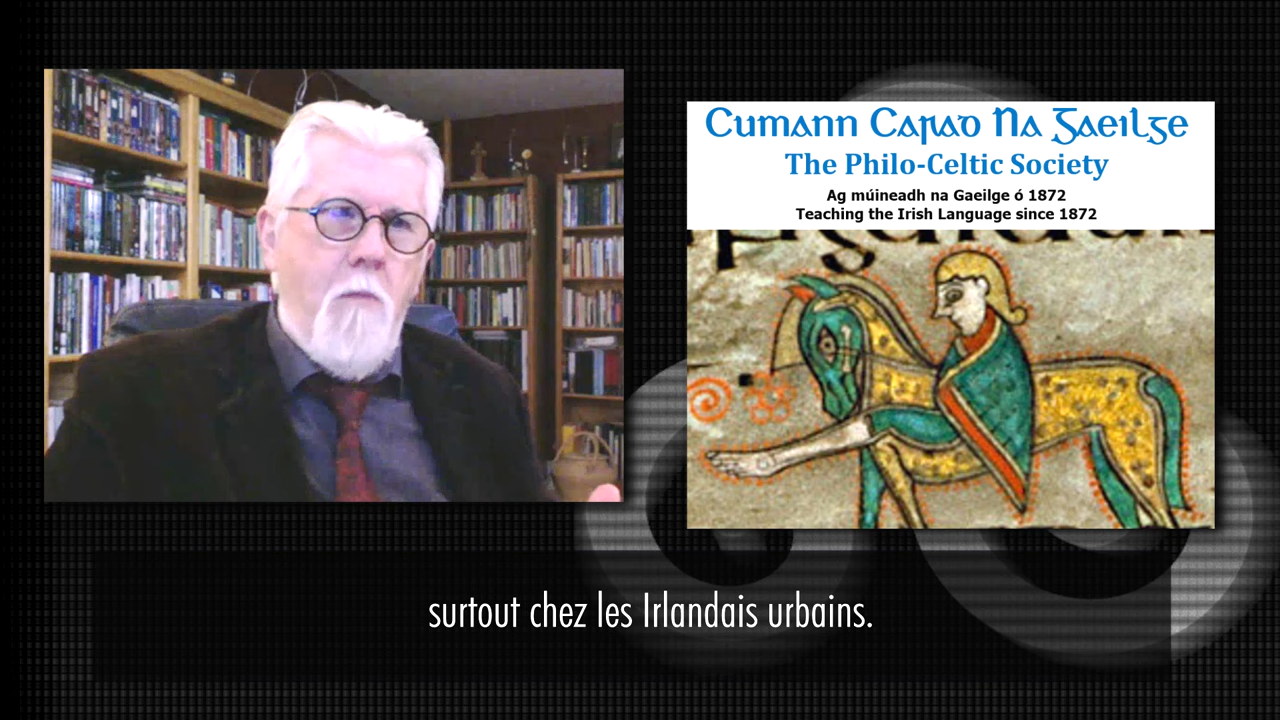 Cumann Carad Na Gaeilge
The Philo-Celtic Society
Ag múineadh na Gaeilge ó 1872
Teaching the Irish Language since 1872
surtout chez les Irlandais urbains.